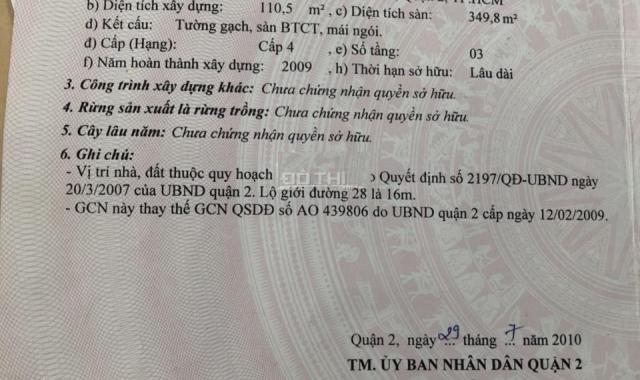 b) Diện tích xây dựng: 110,5 m², c) Diện tích sàn: 349,8 m²
d) Kết cấu: Tường gạch, sàn BTCT, mái ngói.
đ) Cấp (Hạng): Cấp 4 , e) Số tầng: 03
f) Năm hoàn thành xây dựng: 2009 , h) Thời hạn sở hữu: Lâu dài
3. Công trình xây dựng khác: Chưa chứng nhận quyền sở hữu.
4. Rừng sản xuất là rừng trồng: Chưa chứng nhận quyền sở hữu.
5. Cây lâu năm: Chưa chứng nhận quyền sở hữu.
6. Ghi chú:
- Vị trí nhà, đất thuộc quy hoạch Quyết định số 2197/QĐ-UBND ngày
20/3/2007 của UBND quận 2. Lộ giới đường 28 là 16m.
- GCN này thay thế GCN QSDĐ số AO 439806 do UBND quận 2 cấp ngày 12/02/2009.
Quận 2, ngày 29 tháng 7 năm 2010
TM. ỦY BAN NHÂN DÂN QUẬN 2